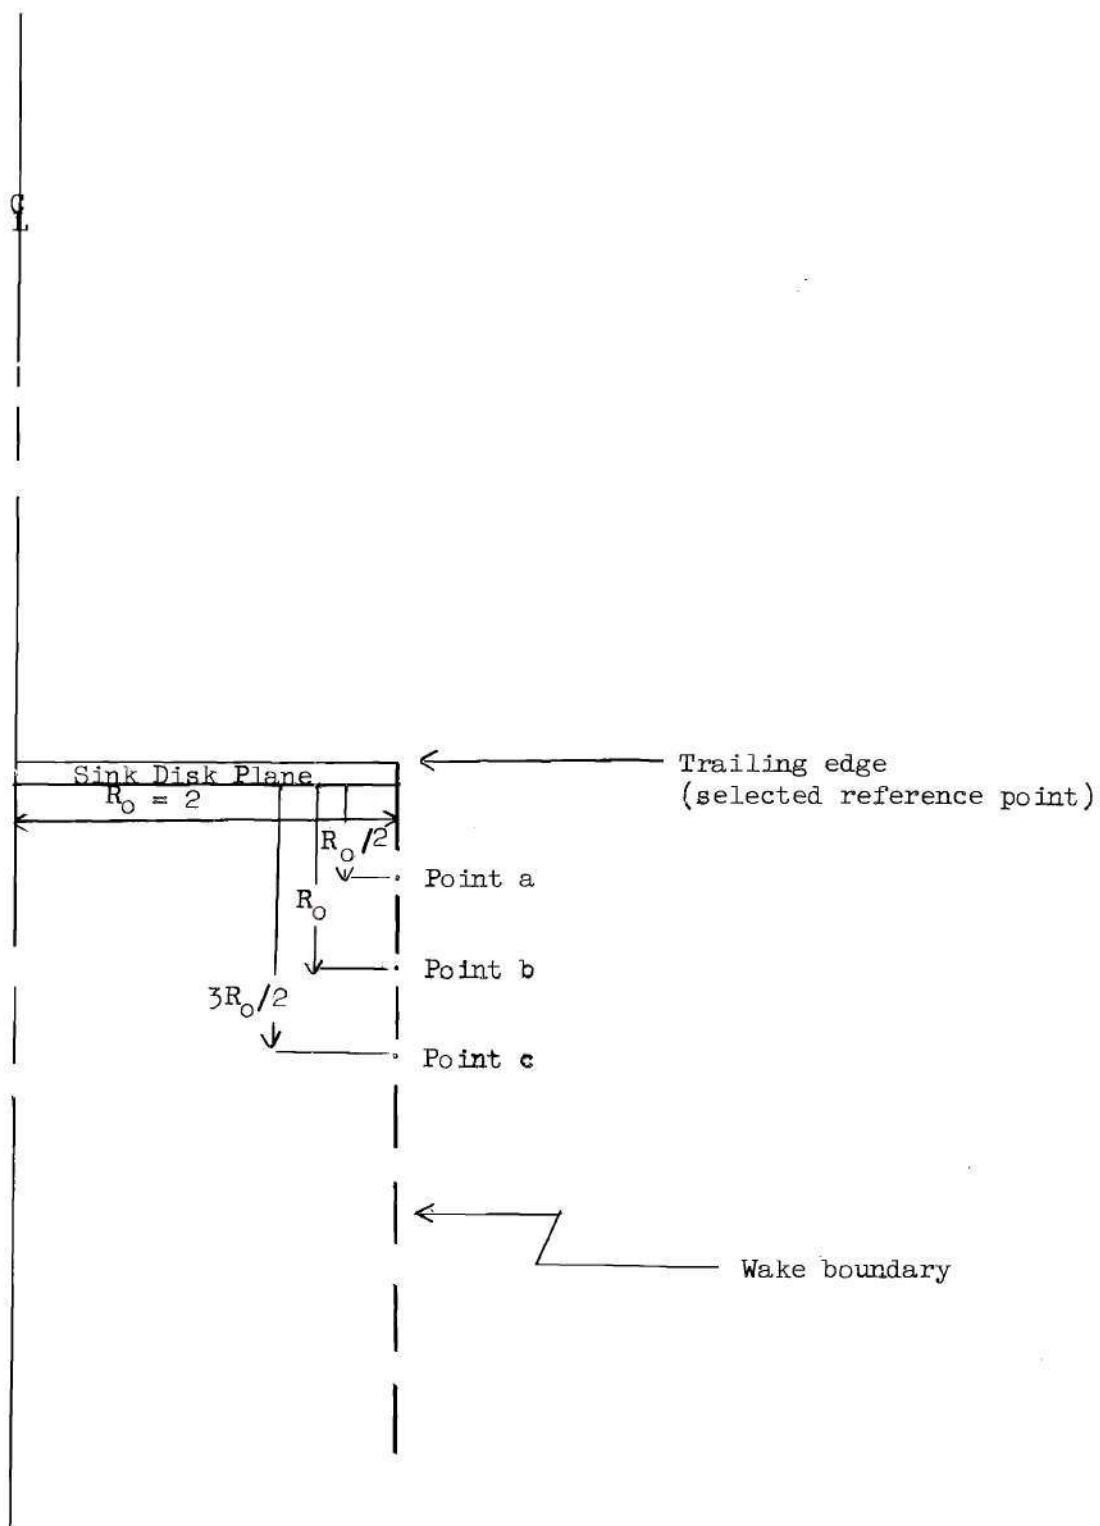 ℄
Trailing edge
(selected reference point)
Sink Disk Plane
R₀ = 2
R₀/2
Point a
R₀
Point b
3R₀/2
Point c
Wake boundary